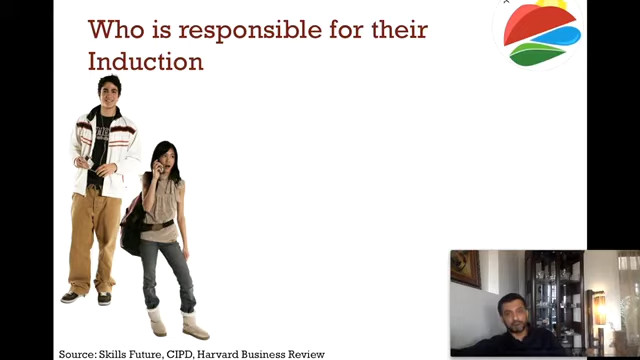 Who is responsible for their
Induction
Source: Skills Future, CIPD, Harvard Business Review